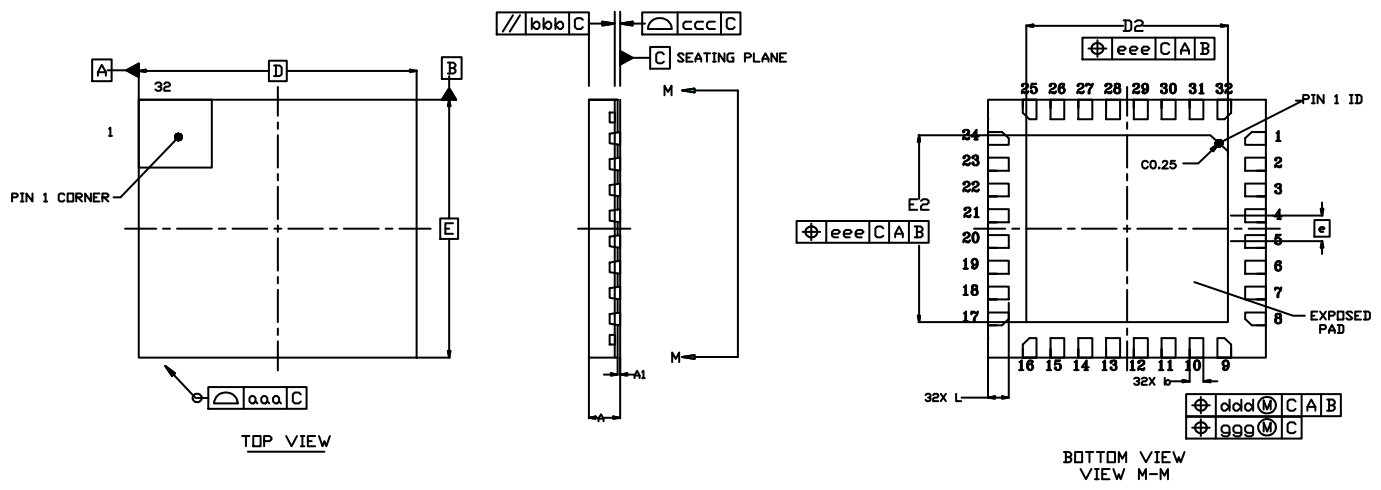 A
D
B
32
1
PIN 1 CORNER
E
aaa C
TOP VIEW
// bbb C
ccc C
C SEATING PLANE
M
M
A1
A
D2
eee C A B
25 26 27 28 29 30 31 32
PIN 1 ID
24
23
22
21
20
19
18
17
1
2
3
4
5
6
7
8
C0.25
E2
eee C A B
e
EXPOSED
PAD
16 15 14 13 12 11 10 9
32X b
32X L
ddd Ⓜ C A B
ggg Ⓜ C
BOTTOM VIEW
VIEW M-M